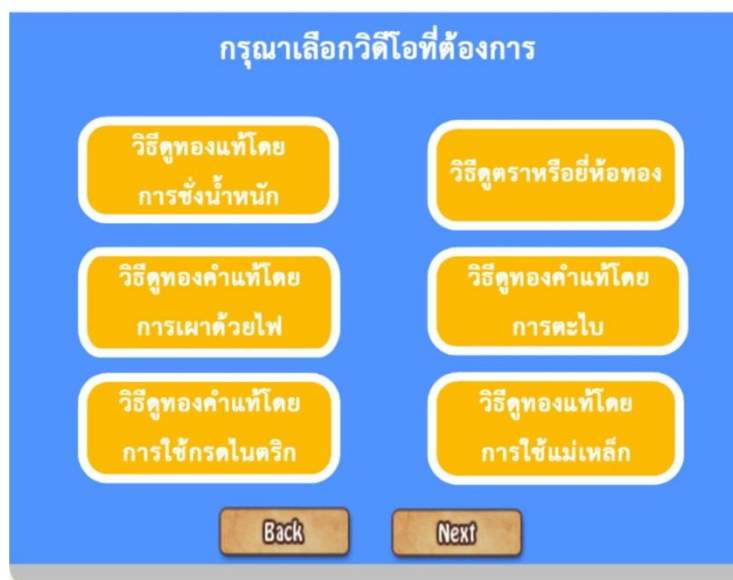 กรุณาเลือกวิดีโอที่ต้องการ
วิธีดูทองแท้โดย
การชั่งน้ำหนัก
วิธีดูตราหรือยี่ห้อทอง
วิธีดูทองคำแท้โดย
การเผาด้วยไฟ
วิธีดูทองคำแท้โดย
การตะไบ
วิธีดูทองคำแท้โดย
การใช้กรดไนตริก
วิธีดูทองแท้โดย
การใช้แม่เหล็ก
Back
Next